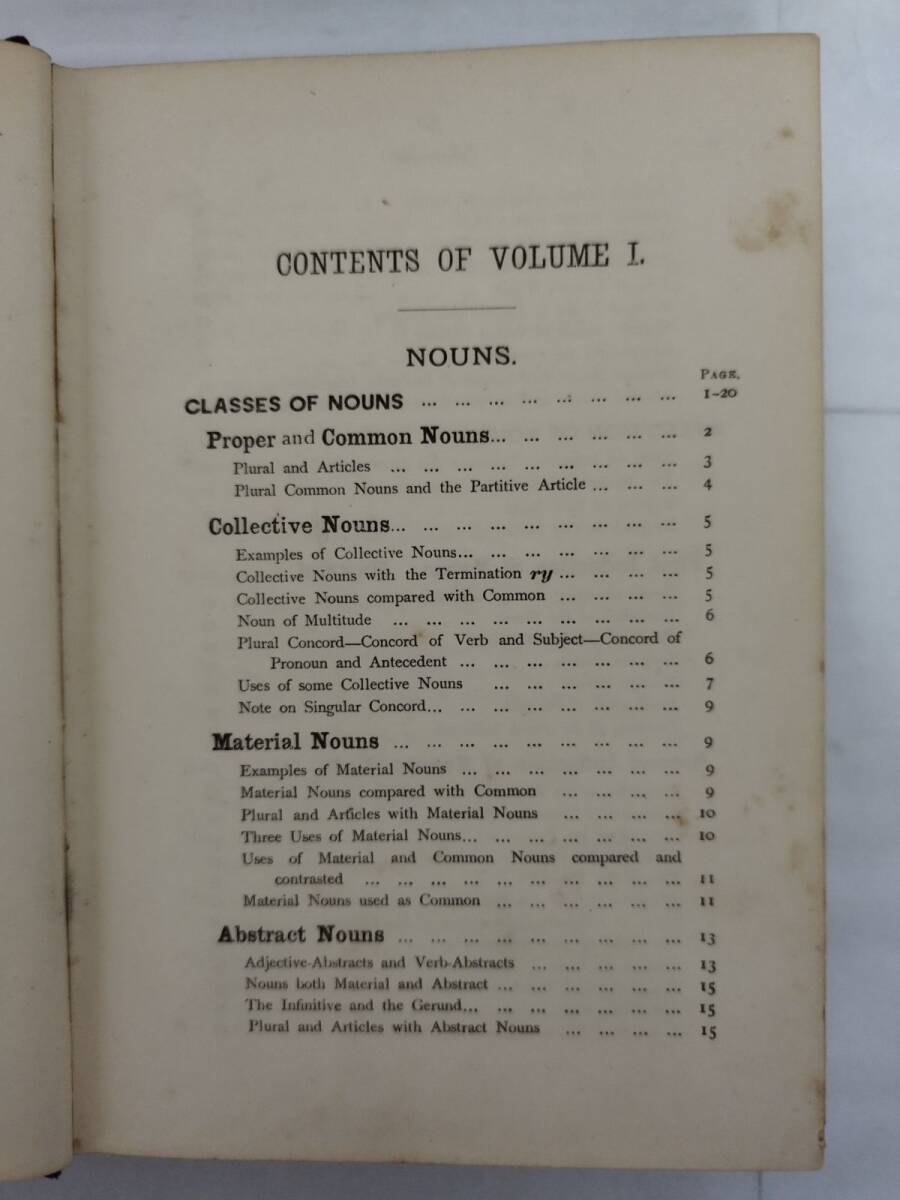 CONTENTS OF VOLUME I.
NOUNS.
PAGE.
CLASSES OF NOUNS ... ... ... ... ... ... ... ... 1-20
Proper and Common Nouns... ... ... ... ... ... 2
Plural and Articles ... ... ... ... ... ... ... ... ... 3
Plural Common Nouns and the Partitive Article ... ... ... 4
Collective Nouns... ... ... ... ... ... ... ... ... 5
Examples of Collective Nouns... ... ... ... ... ... ... 5
Collective Nouns with the Termination ry ... ... ... ... 5
Collective Nouns compared with Common ... ... ... ... 5
Noun of Multitude ... ... ... ... ... ... ... ... ... 6
Plural Concord—Concord of Verb and Subject—Concord of
Pronoun and Antecedent ... ... ... ... ... ... ... 6
Uses of some Collective Nouns ... ... ... ... ... ... 7
Note on Singular Concord... ... ... ... ... ... ... ... 9
Material Nouns ... ... ... ... ... ... ... ... ... 9
Examples of Material Nouns ... ... ... ... ... ... ... 9
Material Nouns compared with Common ... ... ... ... 9
Plural and Articles with Material Nouns ... ... ... ... 10
Three Uses of Material Nouns... ... ... ... ... ... ... 10
Uses of Material and Common Nouns compared and
contrasted ... ... ... ... ... ... ... ... ... ... 11
Material Nouns used as Common ... ... ... ... ... ... 11
Abstract Nouns ... ... ... ... ... ... ... ... ... 13
Adjective-Abstracts and Verb-Abstracts ... ... ... ... ... 13
Nouns both Material and Abstract ... ... ... ... ... ... 15
The Infinitive and the Gerund... ... ... ... ... ... ... 15
Plural and Articles with Abstract Nouns ... ... ... ... 15